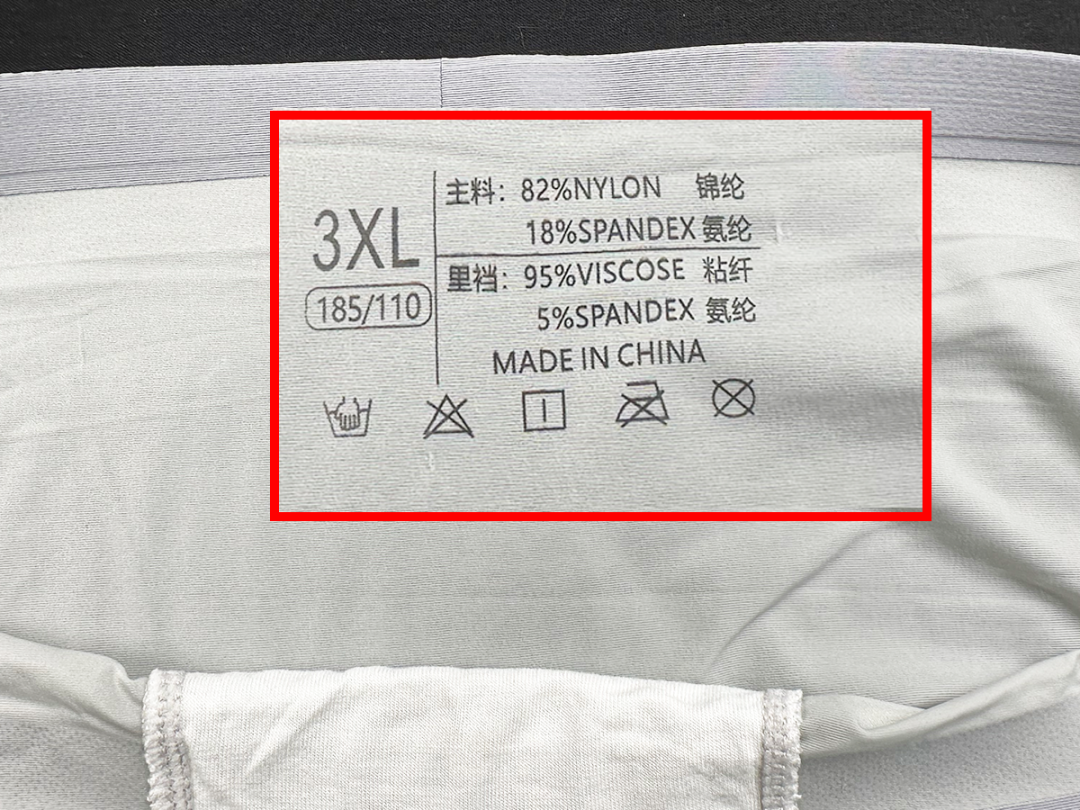 3XL
185/110
主料：82%NYLON 锦纶
18%SPANDEX 氨纶
里裆：95%VISCOSE 粘纤
5%SPANDEX 氨纶
MADE IN CHINA